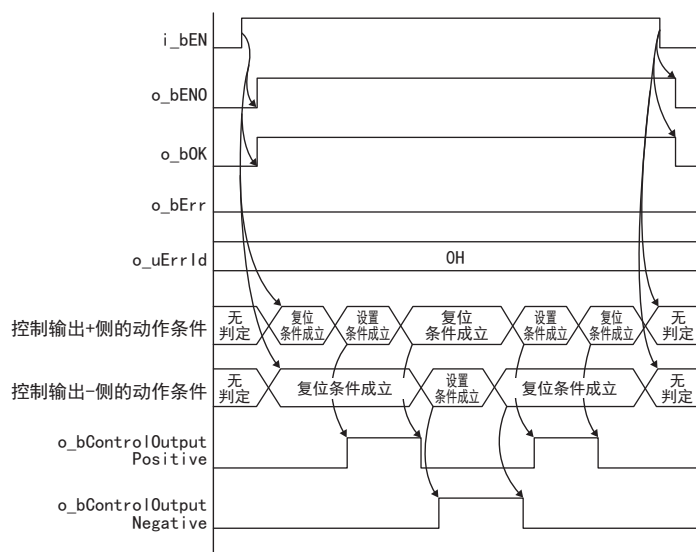 i_bEN
o_bENO
o_bOK
o_bErr
o_uErrId
0H
控制输出+侧的动作条件
无
判定
复位
条件成立
设置
条件成立
复位
条件成立
设置
条件成立
复位
条件成立
无
判定
控制输出-侧的动作条件
无
判定
复位条件成立
设置
条件成立
复位条件成立
无
判定
o_bControlOutput
Positive
o_bControlOutput
Negative